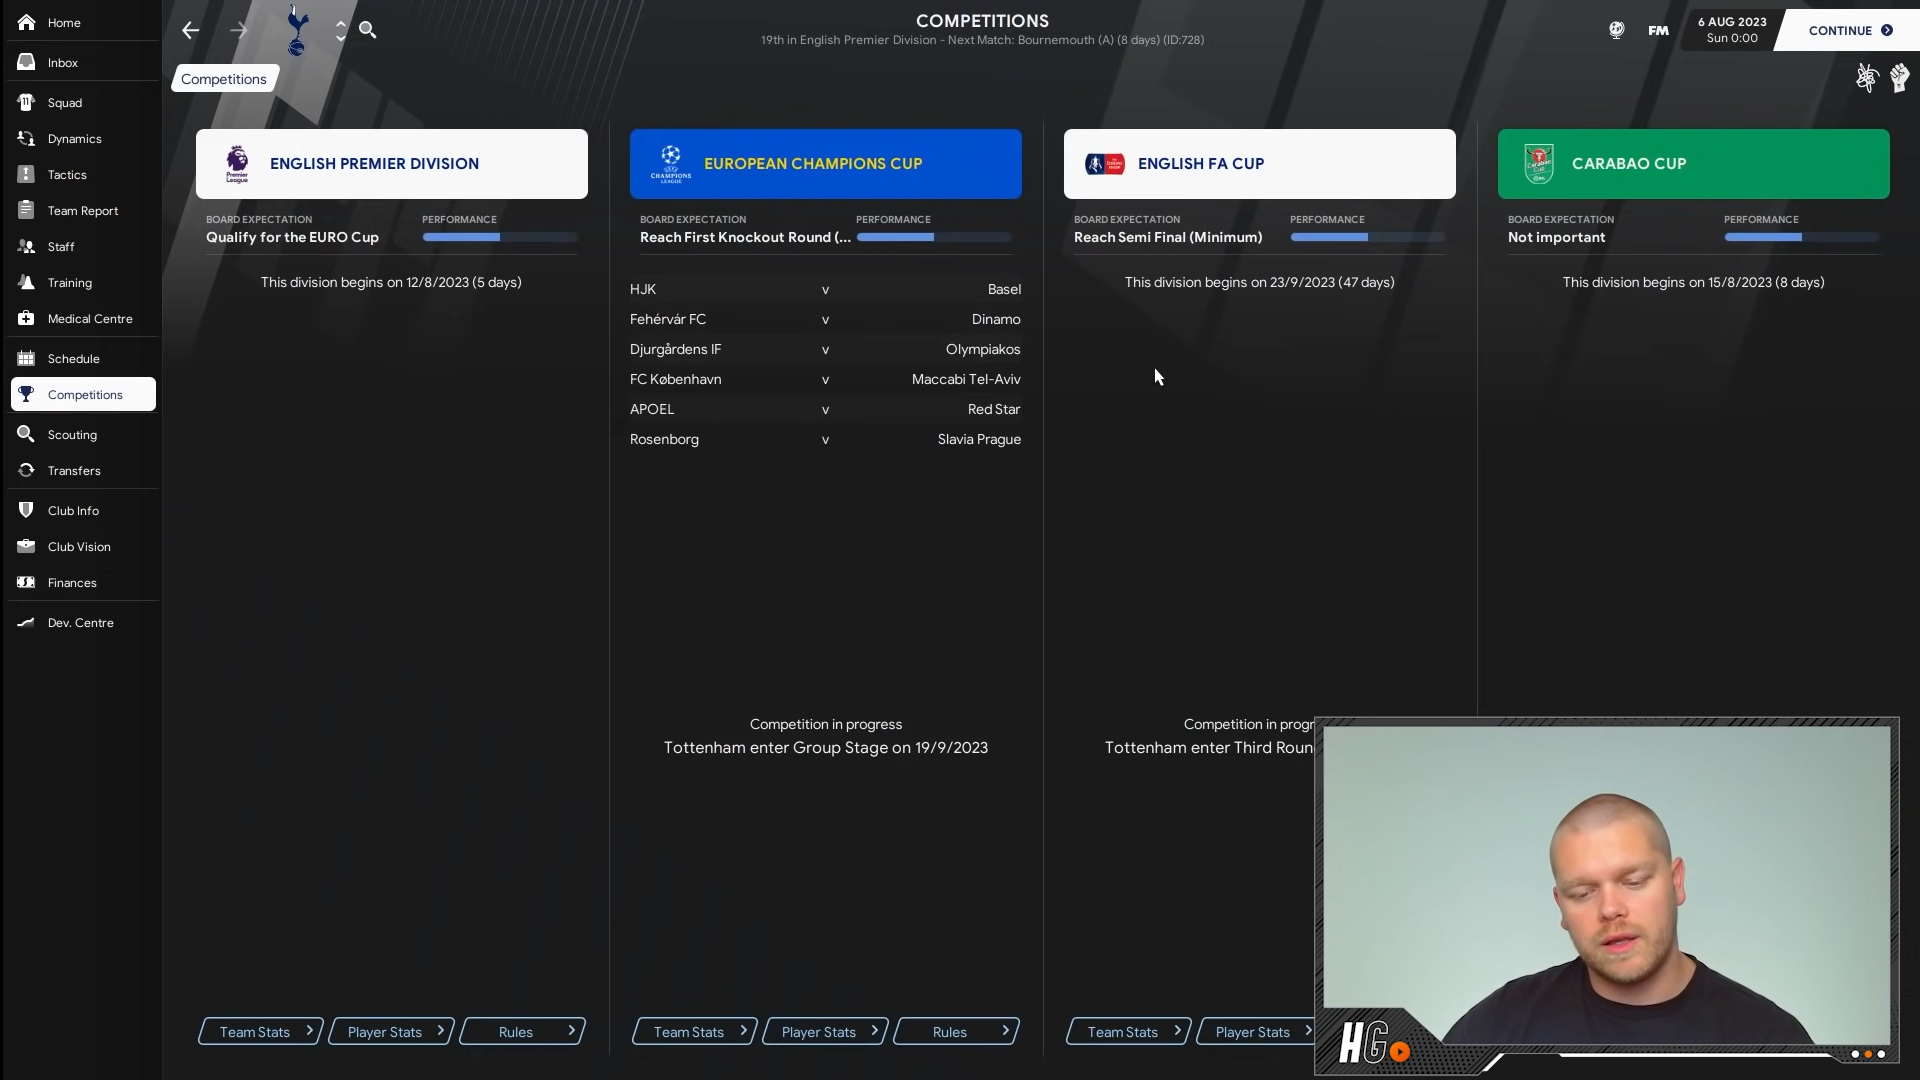 Home
Inbox
Squad
Dynamics
Tactics
Team Report
Staff
Training
Medical Centre
Schedule
Competitions
Scouting
Transfers
Club Info
Club Vision
Finances
Dev. Centre
COMPETITIONS
19th in English Premier Division - Next Match: Bournemouth (A) (8 days) (ID:728)
FM
6 AUG 2023
Sun 0:00
CONTINUE
Competitions
Premier League
ENGLISH PREMIER DIVISION
BOARD EXPECTATION
PERFORMANCE
Qualify for the EURO Cup
This division begins on 12/8/2023 (5 days)
Team Stats
Player Stats
Rules
CHAMPIONS LEAGUE
EUROPEAN CHAMPIONS CUP
BOARD EXPECTATION
PERFORMANCE
Reach First Knockout Round (...
HJK v Basel
Fehérvár FC v Dinamo
Djurgårdens IF v Olympiakos
FC København v Maccabi Tel-Aviv
APOEL v Red Star
Rosenborg v Slavia Prague
Competition in progress
Tottenham enter Group Stage on 19/9/2023
Team Stats
Player Stats
Rules
ENGLISH FA CUP
BOARD EXPECTATION
PERFORMANCE
Reach Semi Final (Minimum)
This division begins on 23/9/2023 (47 days)
Competition in progr
Tottenham enter Third Roun
Team Stats
Player Stats
CARABAO CUP
BOARD EXPECTATION
PERFORMANCE
Not important
This division begins on 15/8/2023 (8 days)
HG